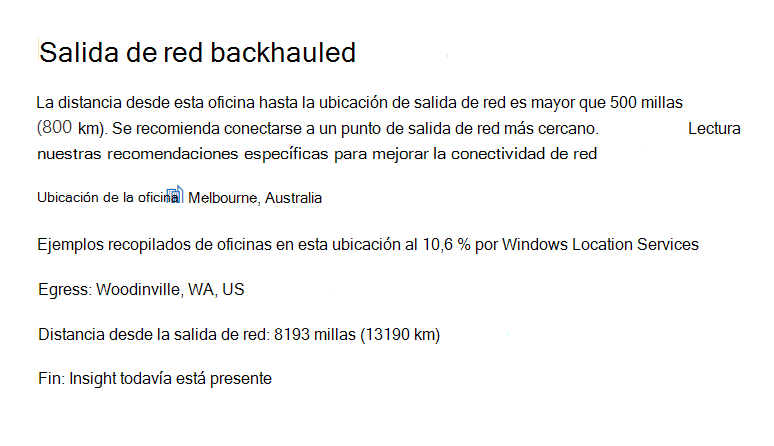 Salida de red backhauled
La distancia desde esta oficina hasta la ubicación de salida de red es mayor que 500 millas
(800 km). Se recomienda conectarse a un punto de salida de red más cercano. Lectura
nuestras recomendaciones específicas para mejorar la conectividad de red
Ubicación de la oficina Melbourne, Australia
Ejemplos recopilados de oficinas en esta ubicación al 10,6 % por Windows Location Services
Egress: Woodinville, WA, US
Distancia desde la salida de red: 8193 millas (13190 km)
Fin: Insight todavía está presente